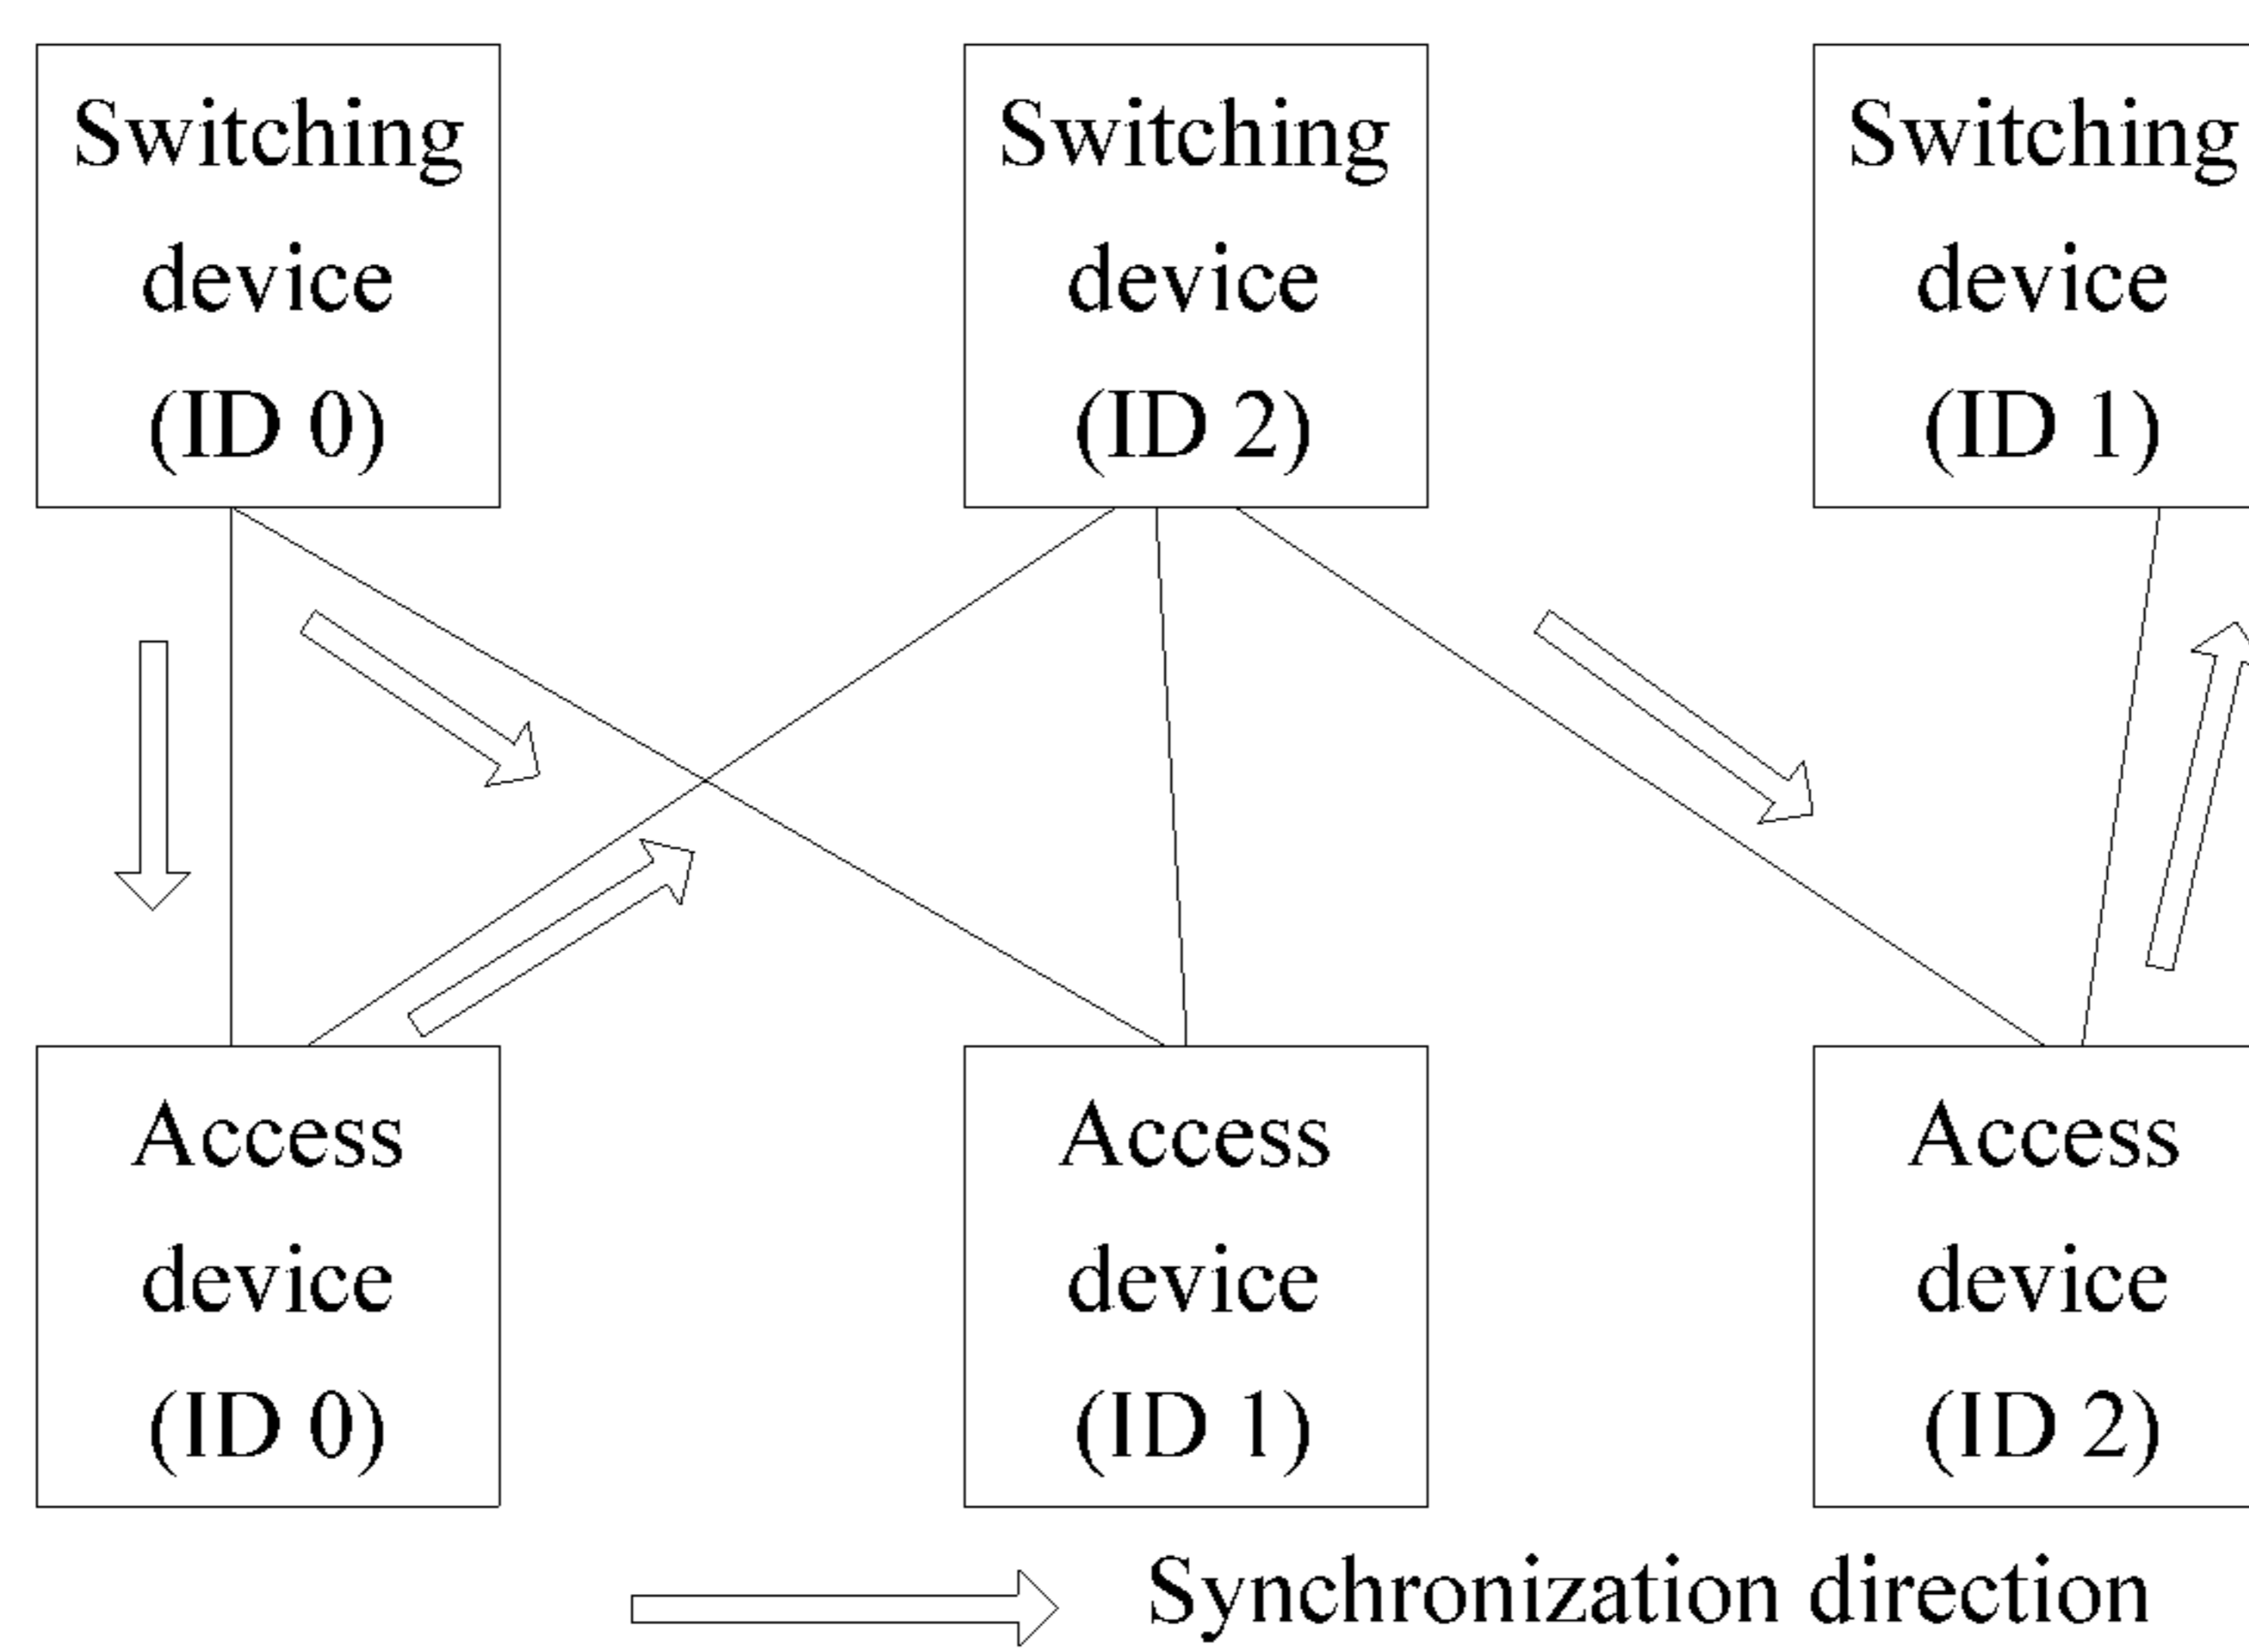 Switching
device
(ID 0)
Switching
device
(ID 2)
Switching
device
(ID 1)
Access
device
(ID 0)
Access
device
(ID 1)
Access
device
(ID 2)
Synchronization direction